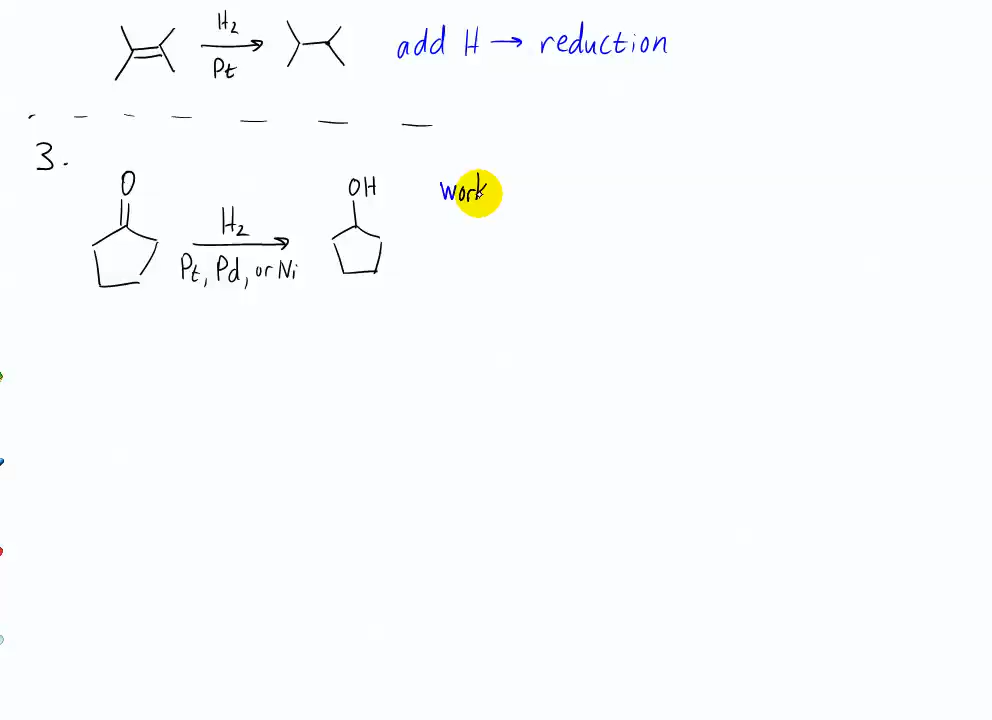 H₂
Pt
add H → reduction
3.
O
H₂
Pt, Pd, or Ni
OH
work